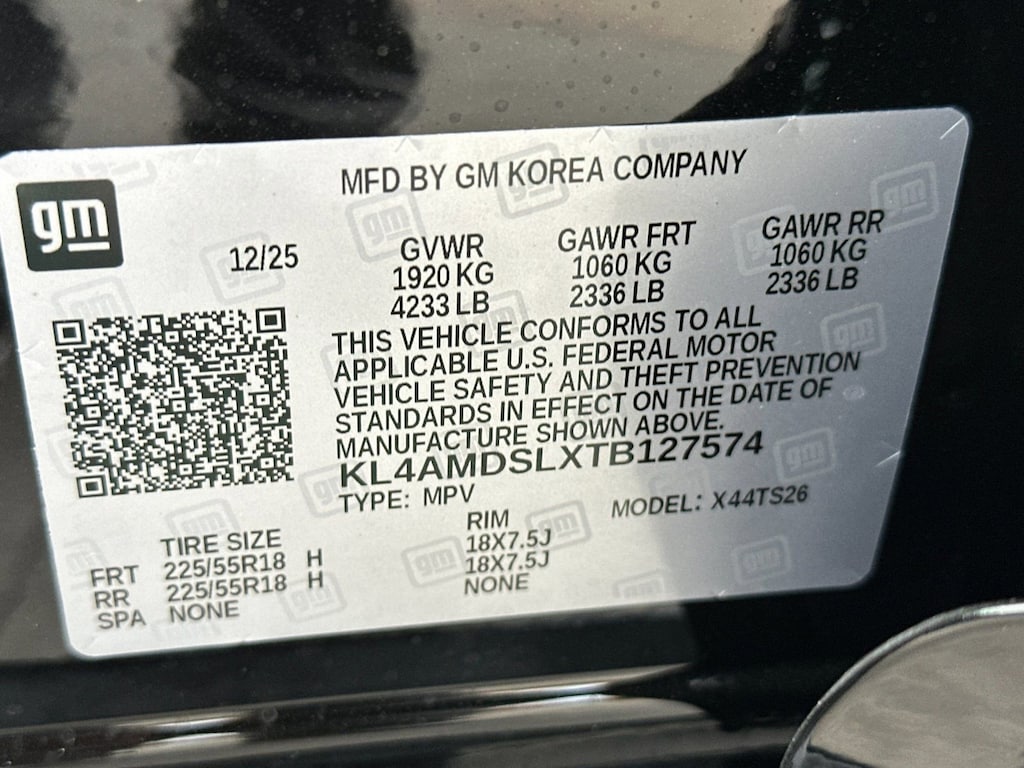 gm
MFD BY GM KOREA COMPANY
12/25
GVWR
1920 KG
4233 LB
GAWR FRT
1060 KG
2336 LB
GAWR RR
1060 KG
2336 LB
THIS VEHICLE CONFORMS TO ALL
APPLICABLE U.S. FEDERAL MOTOR
VEHICLE SAFETY AND THEFT PREVENTION
STANDARDS IN EFFECT ON THE DATE OF
MANUFACTURE SHOWN ABOVE.
KL4AMDSLXTB127574
TYPE: MPV MODEL: X44TS26
TIRE SIZE RIM
FRT 225/55R18 H 18X7.5J
RR 225/55R18 H 18X7.5J
SPA NONE NONE